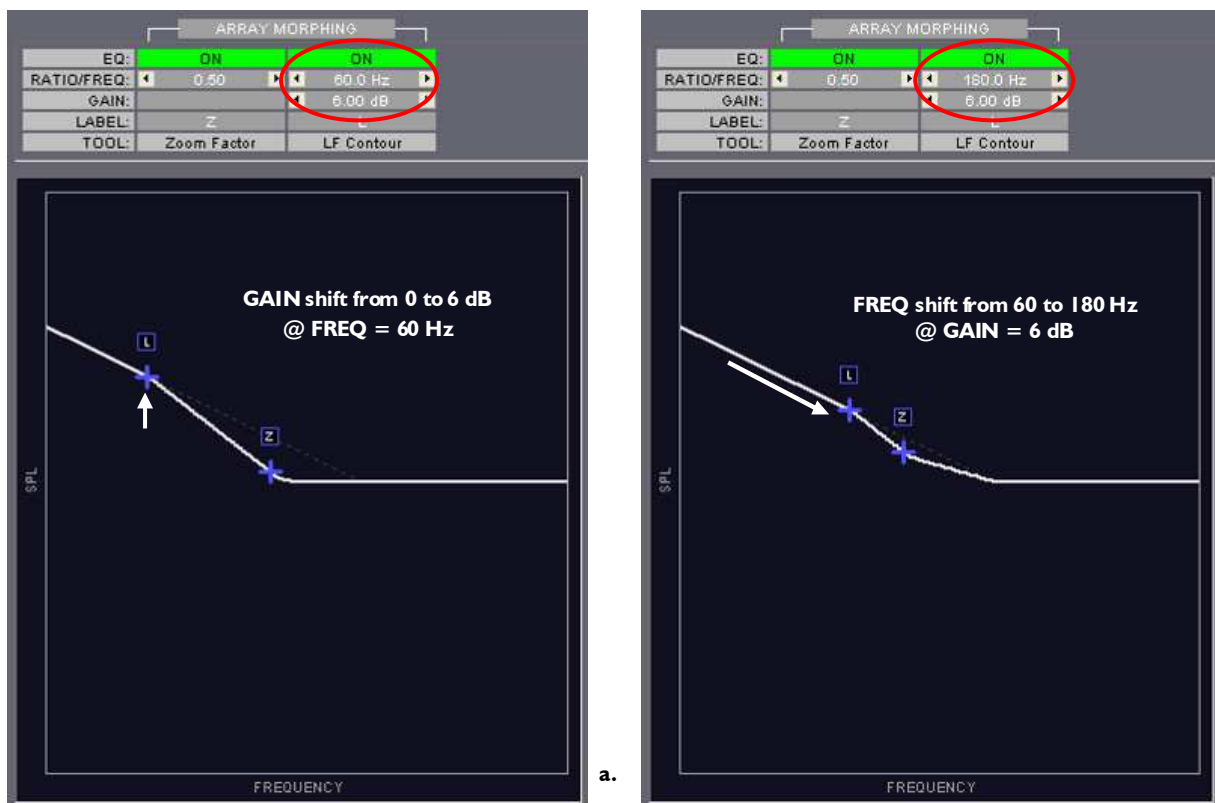 ARRAY MORPHING
EQ: ON ON
RATIO/FREQ: 0.50 60.0 Hz
GAIN: 6.00 dB
LABEL: Z L
TOOL: Zoom Factor LF Contour
GAIN shift from 0 to 6 dB
@ FREQ = 60 Hz
L
Z
SPL
FREQUENCY
a.
ARRAY MORPHING
EQ: ON ON
RATIO/FREQ: 0.50 180.0 Hz
GAIN: 6.00 dB
LABEL: Z L
TOOL: Zoom Factor LF Contour
FREQ shift from 60 to 180 Hz
@ GAIN = 6 dB
L
Z
SPL
FREQUENCY